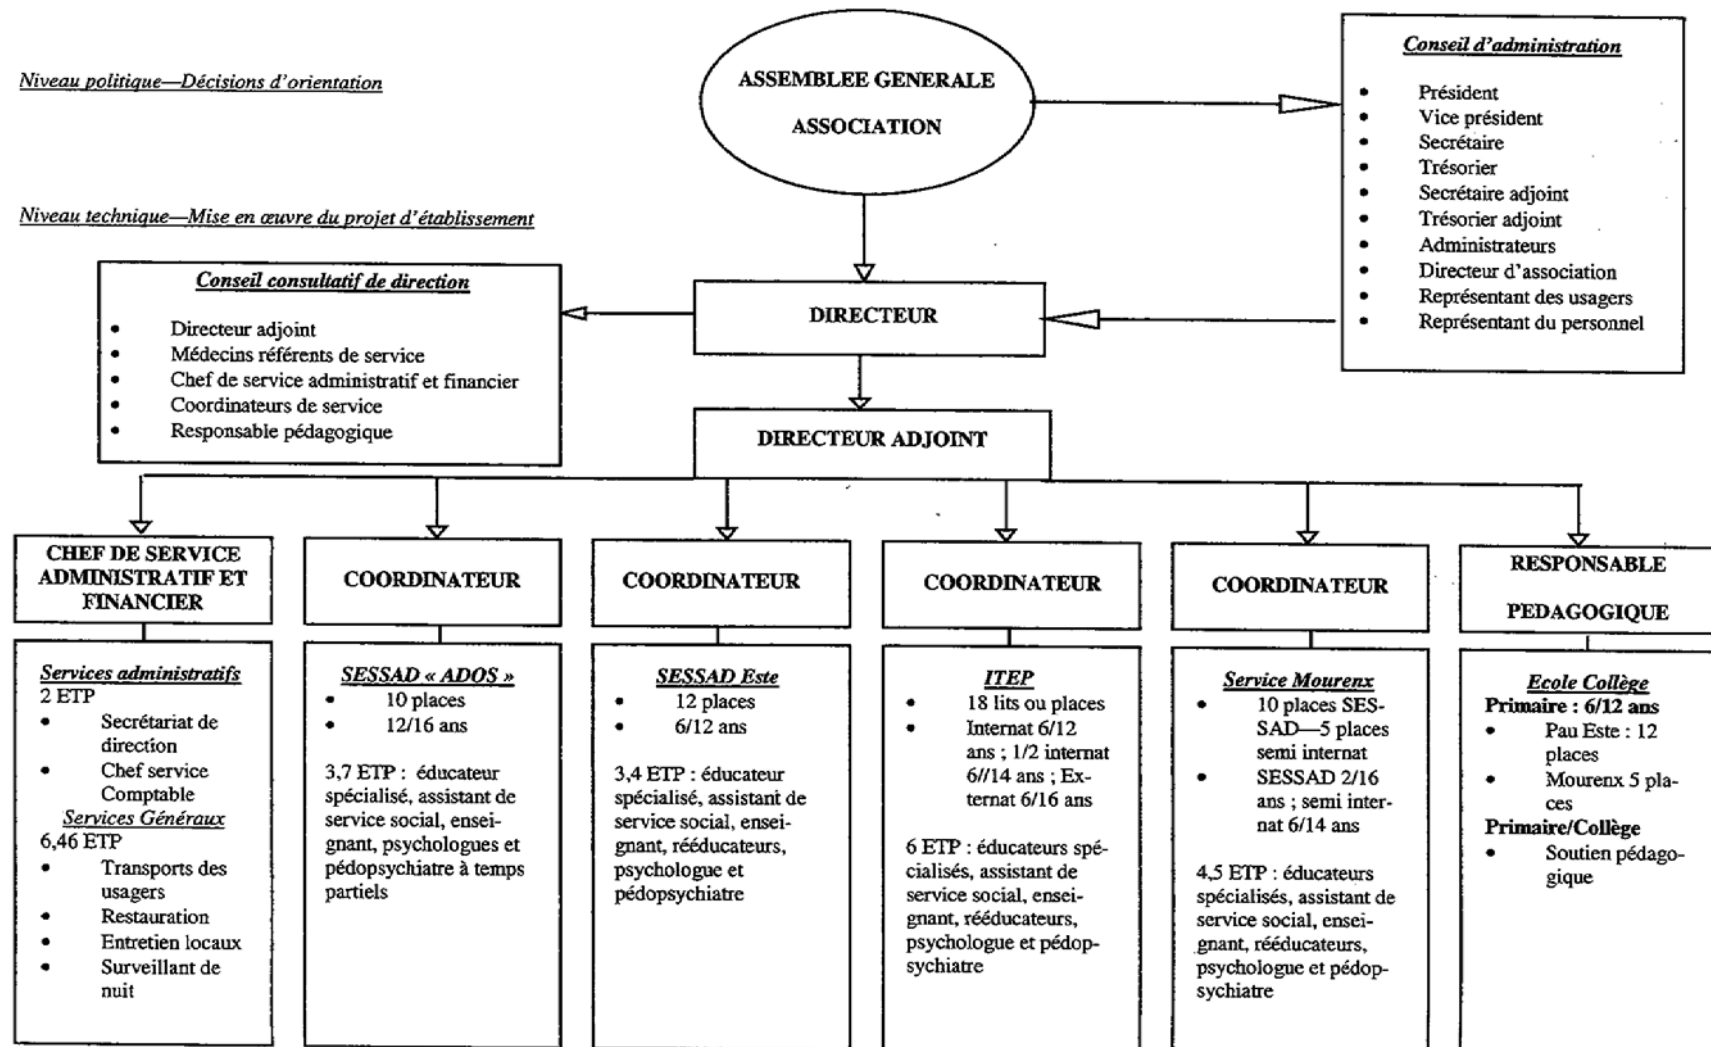 Niveau politique—Décisions d'orientation
ASSEMBLEE GENERALE
ASSOCIATION
Conseil d'administration
• Président
• Vice président
• Secrétaire
• Trésorier
• Secrétaire adjoint
• Trésorier adjoint
• Administrateurs
• Directeur d'association
• Représentant des usagers
• Représentant du personnel
Niveau technique—Mise en œuvre du projet d'établissement
Conseil consultatif de direction
• Directeur adjoint
• Médecins référents de service
• Chef de service administratif et financier
• Coordinateurs de service
• Responsable pédagogique
DIRECTEUR
DIRECTEUR ADJOINT
CHEF DE SERVICE
ADMINISTRATIF ET
FINANCIER
Services administratifs
2 ETP
• Secrétariat de
direction
• Chef service
Comptable
Services Généraux
6,46 ETP
• Transports des
usagers
• Restauration
• Entretien locaux
• Surveillant de
nuit
COORDINATEUR
SESSAD « ADOS »
• 10 places
• 12/16 ans
3,7 ETP : éducateur
spécialisé, assistant de
service social, ensei-
gnant, psychologues et
pédopsychiatre à temps
partiels
COORDINATEUR
SESSAD Este
• 12 places
• 6/12 ans
3,4 ETP : éducateur
spécialisé, assistant de
service social, ensei-
gnant, rééducateurs,
psychologue et
pédopsychiatre
COORDINATEUR
ITEP
• 18 lits ou places
• Internat 6/12
ans ; 1/2 internat
6//14 ans ; Ex-
ternat 6/16 ans
6 ETP : éducateurs spé-
cialisés, assistant de
service social, ensei-
gnant, rééducateurs,
psychologue et pédop-
sychiatre
COORDINATEUR
Service Mourenx
• 10 places SES-
SAD—5 places
semi internat
• SESSAD 2/16
ans ; semi inter-
nat 6/14 ans
4,5 ETP : éducateurs
spécialisés, assistant de
service social, ensei-
gnant, rééducateurs,
psychologue et pédop-
sychiatre
RESPONSABLE
PEDAGOGIQUE
Ecole Collège
Primaire : 6/12 ans
• Pau Este : 12
places
• Mourenx 5 pla-
ces
Primaire/Collège
• Soutien pédago-
gique